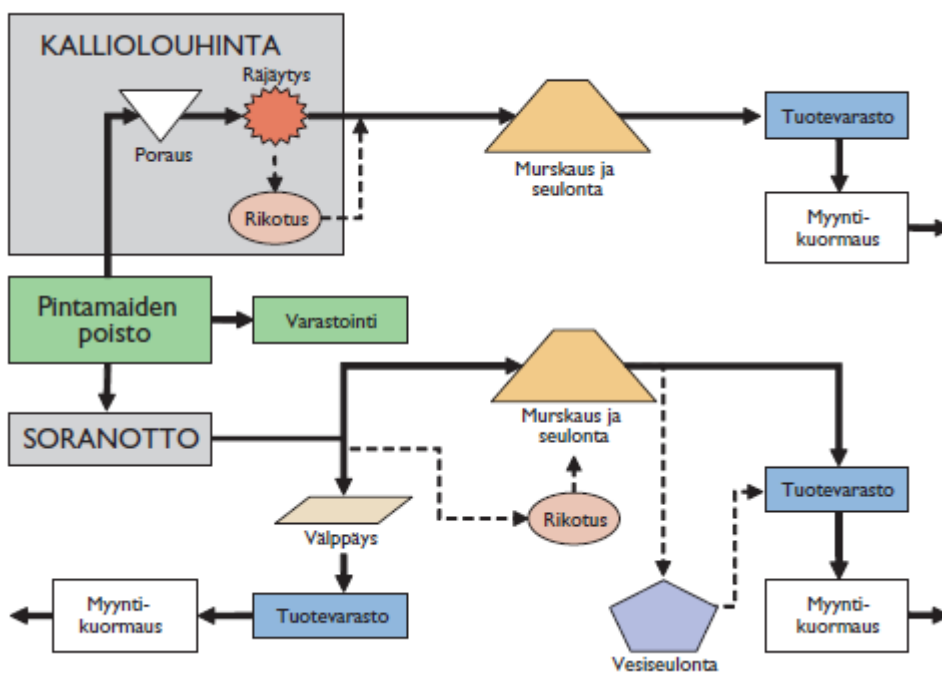 KALLIOLOUHINTA
Räjäytys
Poraus
Rikotus
Murskaus ja
seulonta
Tuotevarasto
Myynti-
kuormaus
Pintamaiden
poisto
Varastointi
SORANOTTO
Murskaus ja
seulonta
Rikotus
Välppäys
Tuotevarasto
Myynti-
kuormaus
Tuotevarasto
Myynti-
kuormaus
Vesiseulonta